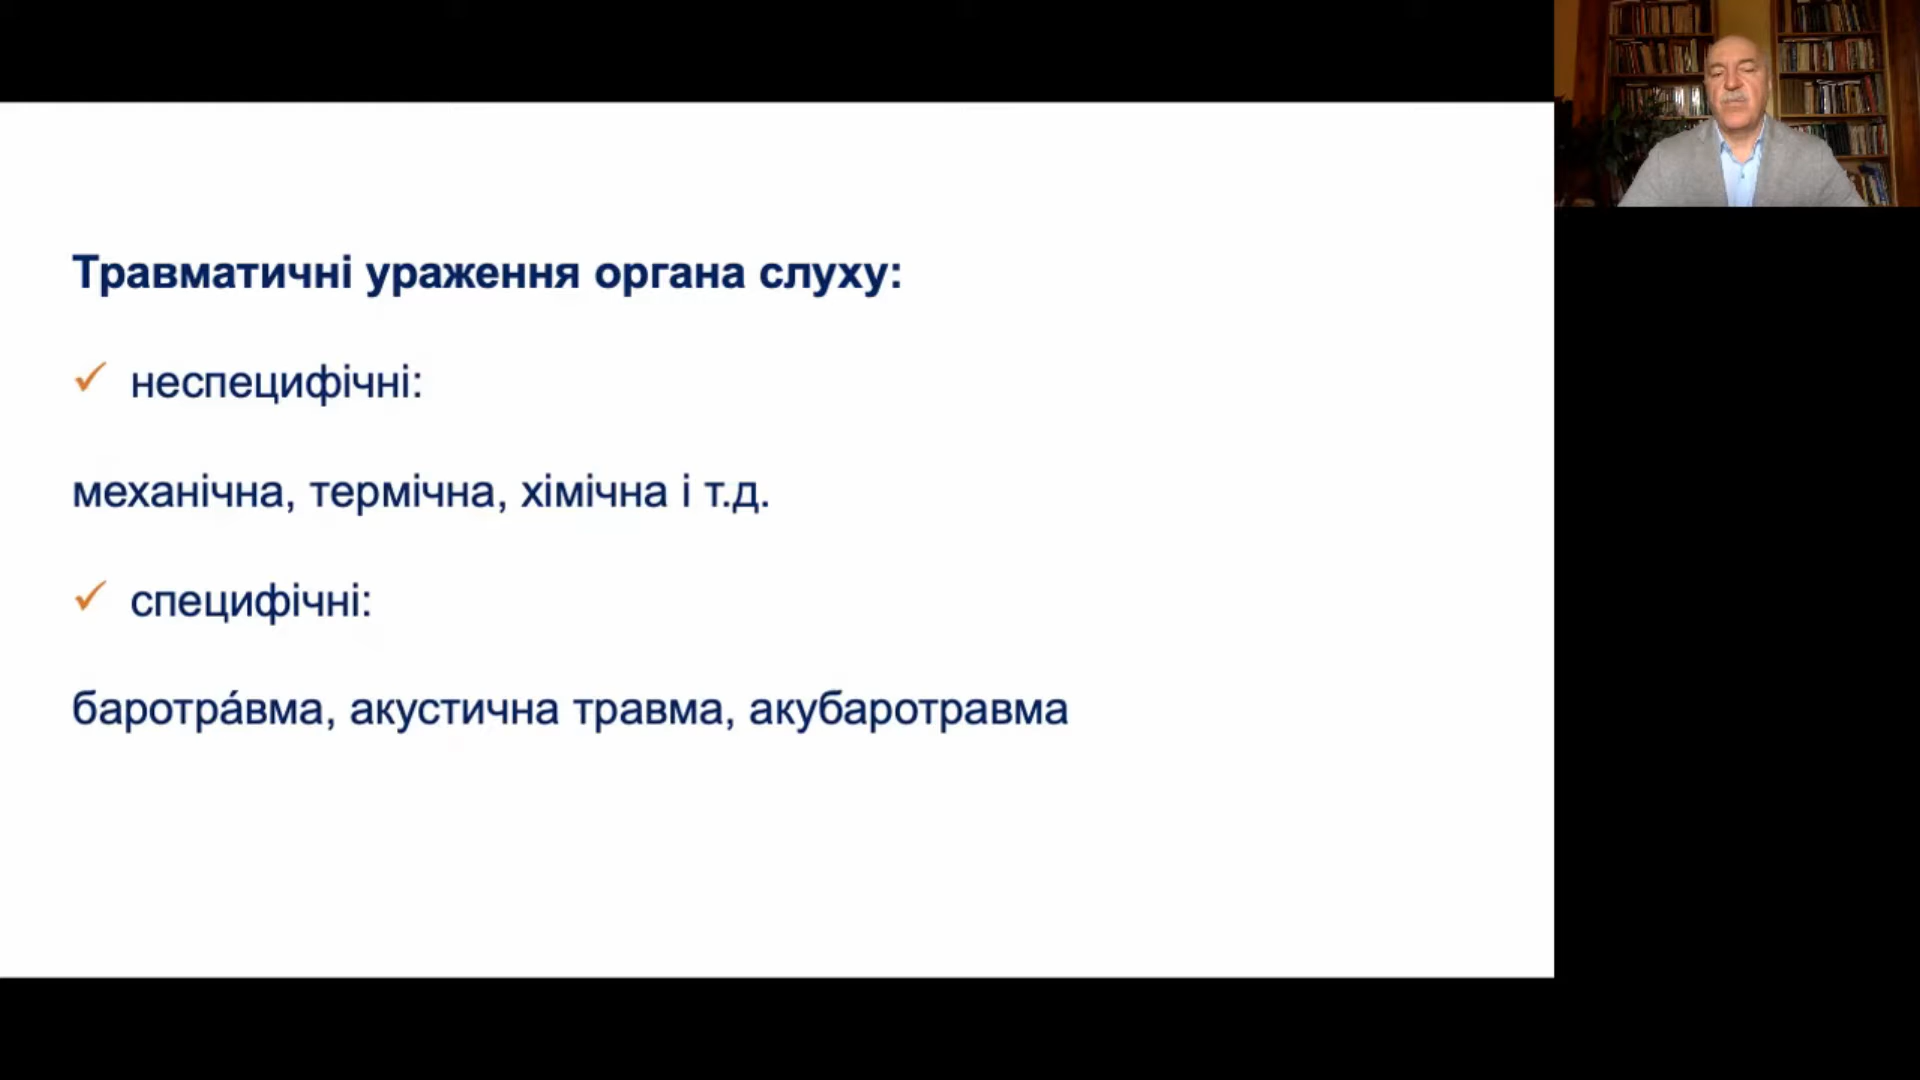 Травматичні ураження органа слуху:
✓ неспецифічні:
механічна, термічна, хімічна і т.д.
✓ специфічні:
баротра́вма, акустична травма, акубаротравма